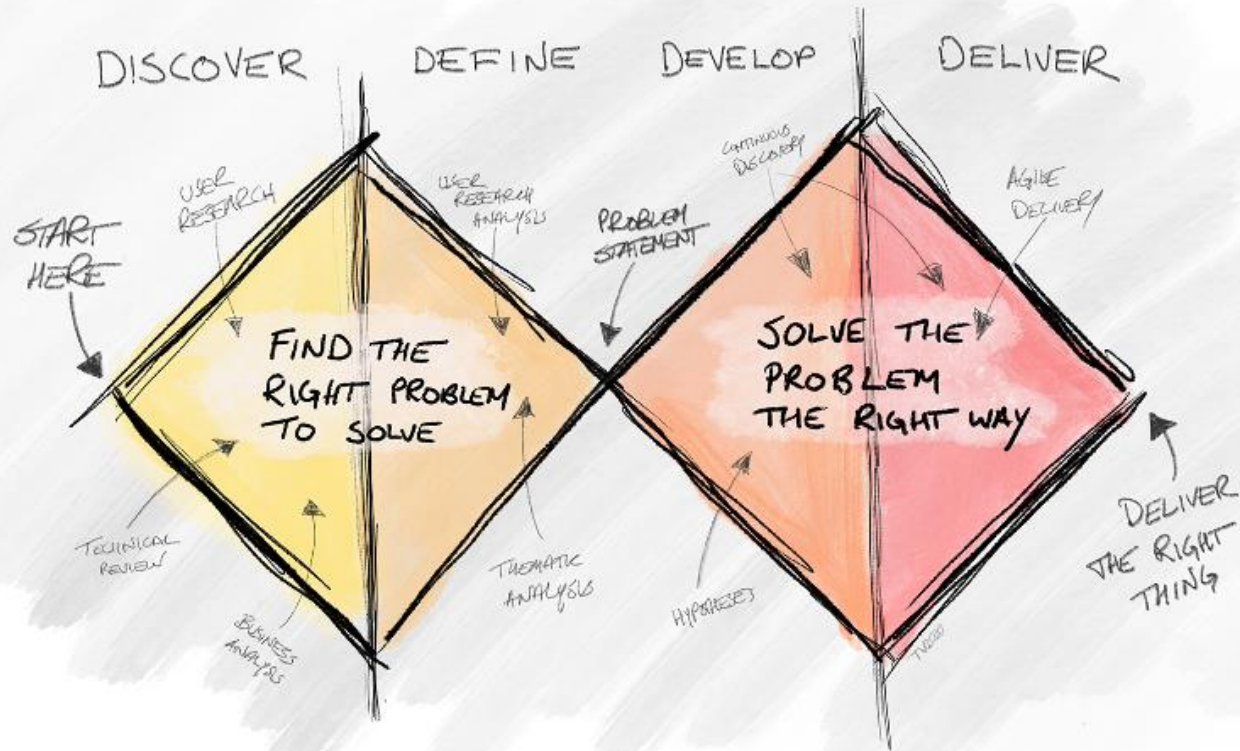 DISCOVER
DEFINE
DEVELOP
DELIVER
START
HERE
USER
RESEARCH
USER
RESEARCH
ANALYSIS
PROBLEM
STATEMENT
CONTINUOUS
DISCOVERY
AGILE
DELIVERY
FIND THE
RIGHT PROBLEM
TO SOLVE
SOLVE THE
PROBLEM
THE RIGHT WAY
TECHNICAL
REVIEW
BUSINESS
ANALYSIS
THEMATIC
ANALYSIS
HYPOTHESES
DELIVER
THE RIGHT
THING